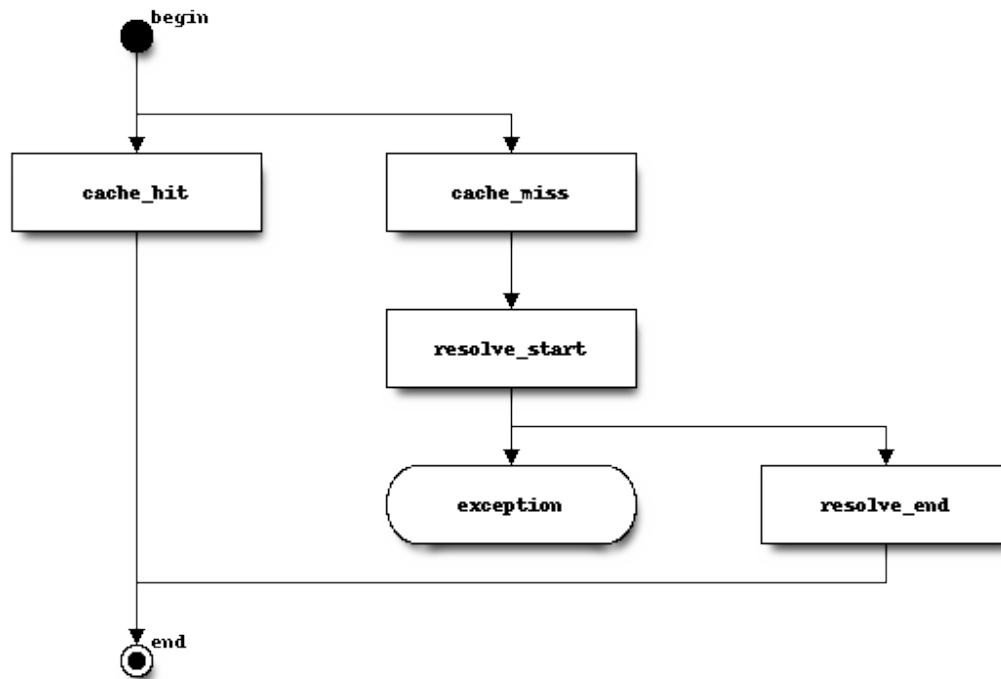 begin
cache_hit
cache_miss
resolve_start
exception
resolve_end
end